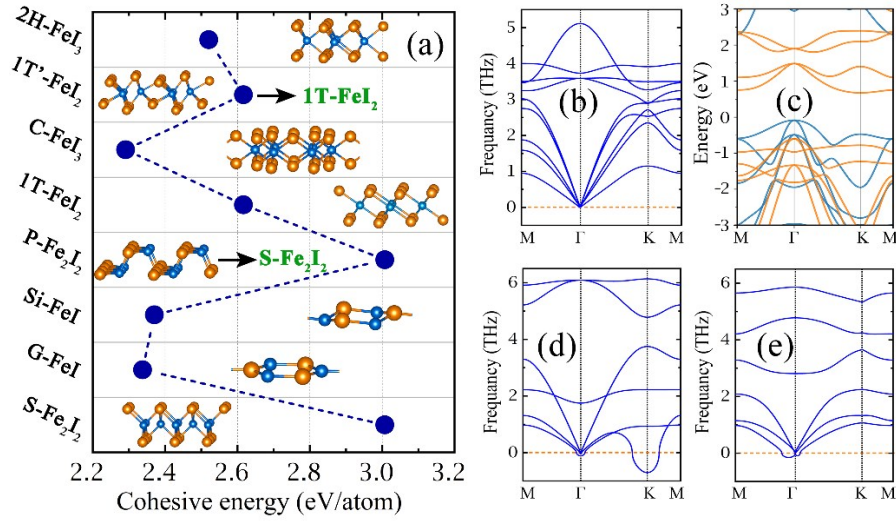 (a)
2H-FeI3
1T'-FeI2
1T-FeI2
C-FeI3
1T-FeI2
P-Fe2I2
S-Fe2I2
Si-FeI
G-FeI
S-Fe2I2
2.2 2.4 2.6 2.8 3.0 3.2
Cohesive energy (eV/atom)
(b)
Frequancy (THz)
5
4
3
2
1
0
M Γ K M
(c)
Energy (eV)
3
2
1
0
-1
-2
-3
M Γ K M
(d)
Frequancy (THz)
6
4
2
0
M Γ K M
(e)
Frequancy (THz)
6
4
2
0
M Γ K M